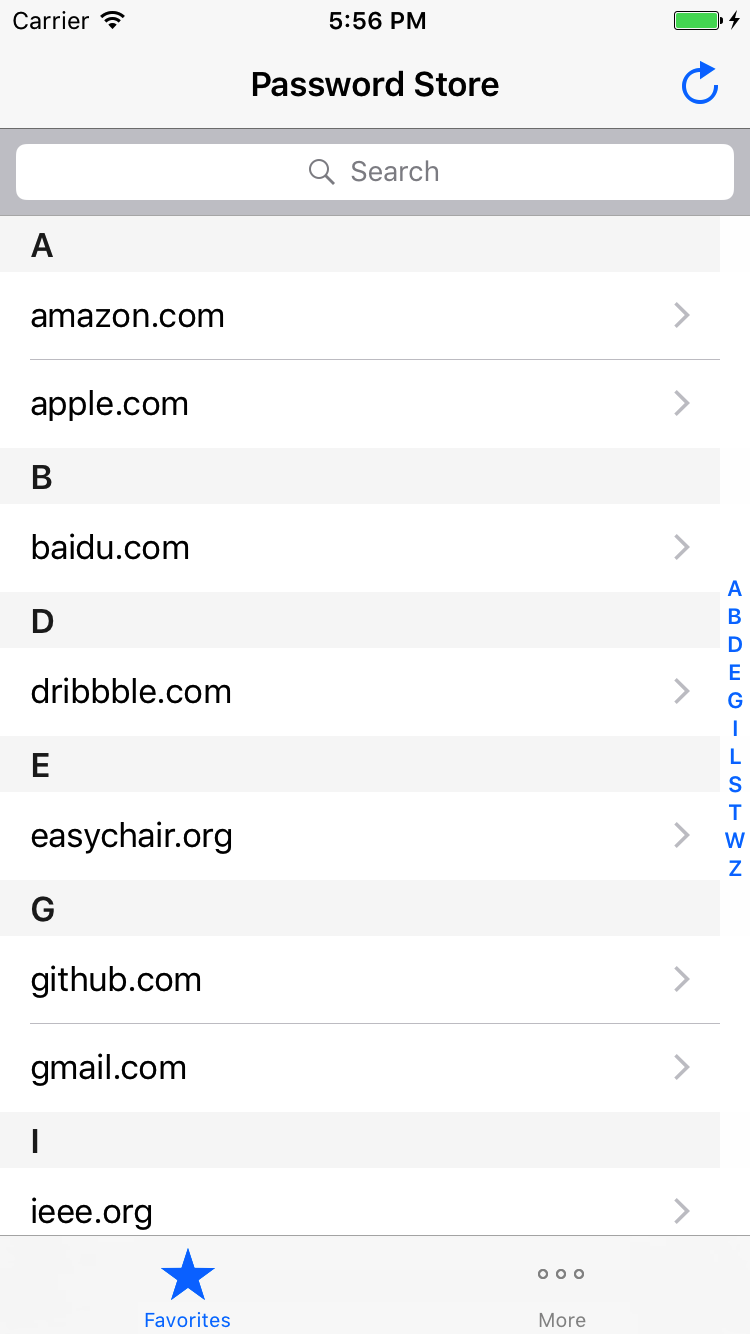 Carrier 5:56 PM
Password Store
Search
A
amazon.com
apple.com
B
baidu.com
D
dribbble.com
E
easychair.org
G
github.com
gmail.com
I
ieee.org
A
B
D
E
G
I
L
S
T
W
Z
Favorites More